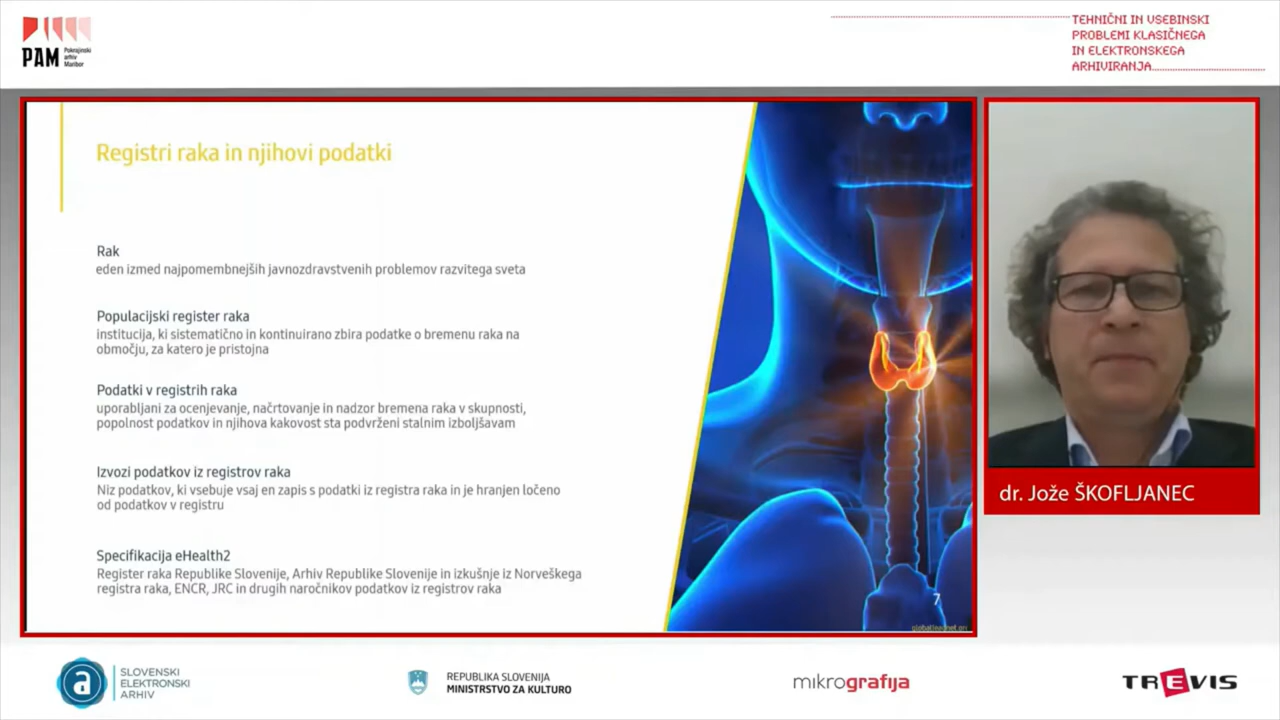 PAM
Pokrajinski
arhiv
Maribor
TEHNIČNI IN VSEBINSKI
PROBLEMI KLASIČNEGA
IN ELEKTRONSKEGA
ARHIVIRANJA
Registri raka in njihovi podatki
Rak
eden izmed najpomembnejših javnozdravstvenih problemov razvitega sveta
Populacijski register raka
institucija, ki sistematično in kontinuirano zbira podatke o bremenu raka na
območju, za katero je pristojna
Podatki v registrih raka
uporabljani za ocenjevanje, načrtovanje in nadzor bremena raka v skupnosti,
popolnost podatkov in njihova kakovost sta podvrženi stalnim izboljšavam
Izvozi podatkov iz registrov raka
Niz podatkov, ki vsebuje vsaj en zapis s podatki iz registra raka in je hranjen ločeno
od podatkov v registru
Specifikacija eHealth2
Register raka Republike Slovenije, Arhiv Republike Slovenije in izkušnje iz Norveškega
registra raka, ENCR, JRC in drugih naročnikov podatkov iz registrov raka
7
dr. Jože ŠKOFLJANEC
a
SLOVENSKI
ELEKTRONSKI
ARHIV
REPUBLIKA SLOVENIJA
MINISTRSTVO ZA KULTURO
mikrografija
TREVIS